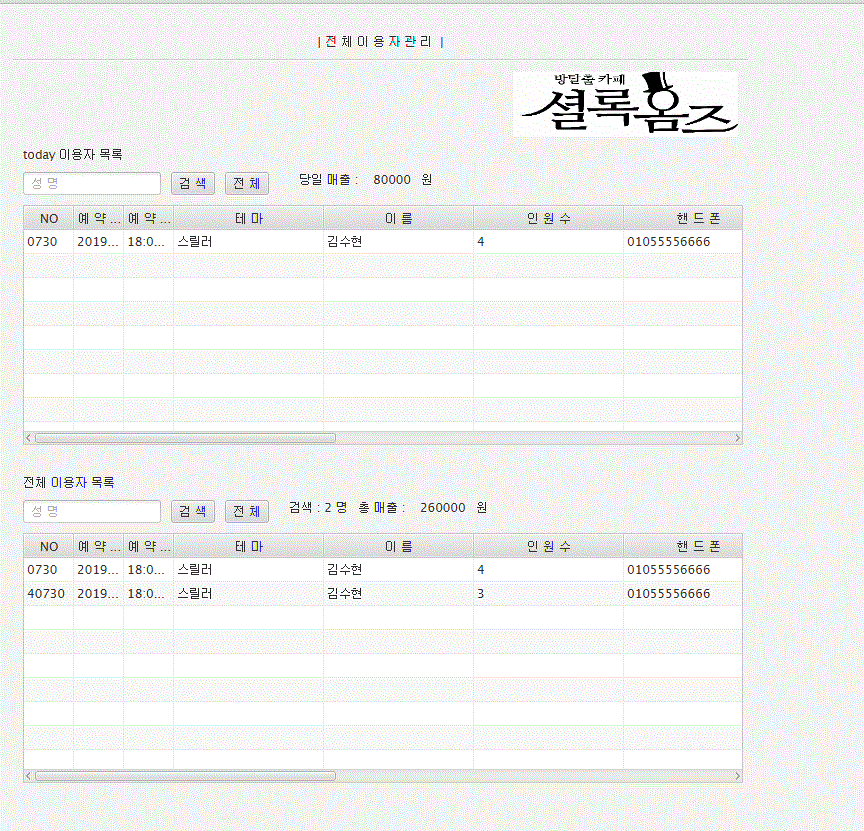 | 전 체 이 용 자 관 리 |
방탈출 카페
셜록홈즈
today 이용자 목록
성 명 검 색 전 체 당일 매출 : 80000 원
NO 예 약 ... 예 약 ... 테 마 이 름 인 원 수 핸 드 폰
0730 2019... 18:0... 스릴러 김수현 4 01055556666
전체 이용자 목록
성 명 검 색 전 체 검색 : 2 명 총 매출 : 260000 원
NO 예 약 ... 예 약 ... 테 마 이 름 인 원 수 핸 드 폰
0730 2019... 18:0... 스릴러 김수현 4 01055556666
40730 2019... 18:0... 스릴러 김수현 3 01055556666